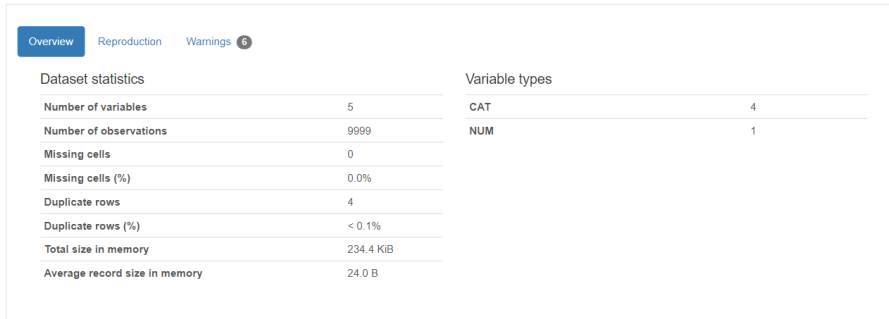 Overview Reproduction Warnings 6
Dataset statistics
Number of variables 5
Number of observations 9999
Missing cells 0
Missing cells (%) 0.0%
Duplicate rows 4
Duplicate rows (%) < 0.1%
Total size in memory 234.4 KiB
Average record size in memory 24.0 B
Variable types
CAT 4
NUM 1